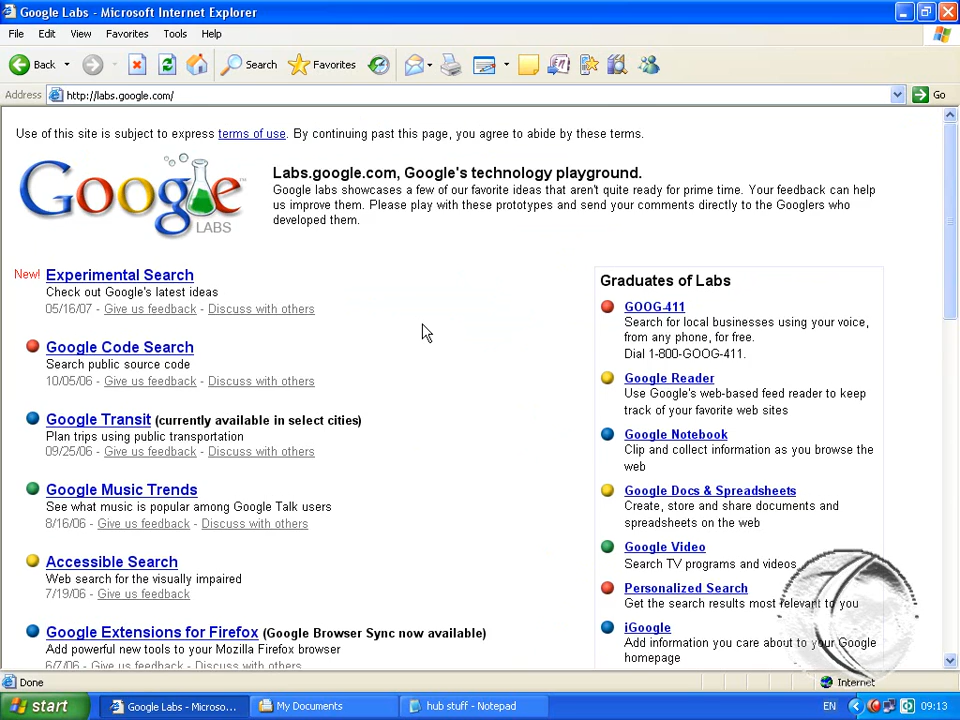 Google Labs - Microsoft Internet Explorer
File Edit View Favorites Tools Help
Back Search Favorites
Address http://labs.google.com/ Go
Use of this site is subject to express terms of use. By continuing past this page, you agree to abide by these terms.
Google™
LABS
Labs.google.com, Google's technology playground.
Google labs showcases a few of our favorite ideas that aren't quite ready for prime time. Your feedback can help
us improve them. Please play with these prototypes and send your comments directly to the Googlers who
developed them.
New! Experimental Search
Check out Google's latest ideas
05/16/07 - Give us feedback - Discuss with others
Google Code Search
Search public source code
10/05/06 - Give us feedback - Discuss with others
Google Transit (currently available in select cities)
Plan trips using public transportation
09/25/06 - Give us feedback - Discuss with others
Google Music Trends
See what music is popular among Google Talk users
8/16/06 - Give us feedback - Discuss with others
Accessible Search
Web search for the visually impaired
7/19/06 - Give us feedback
Google Extensions for Firefox (Google Browser Sync now available)
Add powerful new tools to your Mozilla Firefox browser
6/7/06 - Give us feedback - Discuss with others
Graduates of Labs
GOOG-411
Search for local businesses using your voice,
from any phone, for free.
Dial 1-800-GOOG-411.
Google Reader
Use Google's web-based feed reader to keep
track of your favorite web sites
Google Notebook
Clip and collect information as you browse the
web
Google Docs & Spreadsheets
Create, store and share documents and
spreadsheets on the web
Google Video
Search TV programs and videos
Personalized Search
Get the search results most relevant to you
iGoogle
Add information you care about to your Google
homepage
Done Internet
start Google Labs - Microso... My Documents hub stuff - Notepad EN 09:13